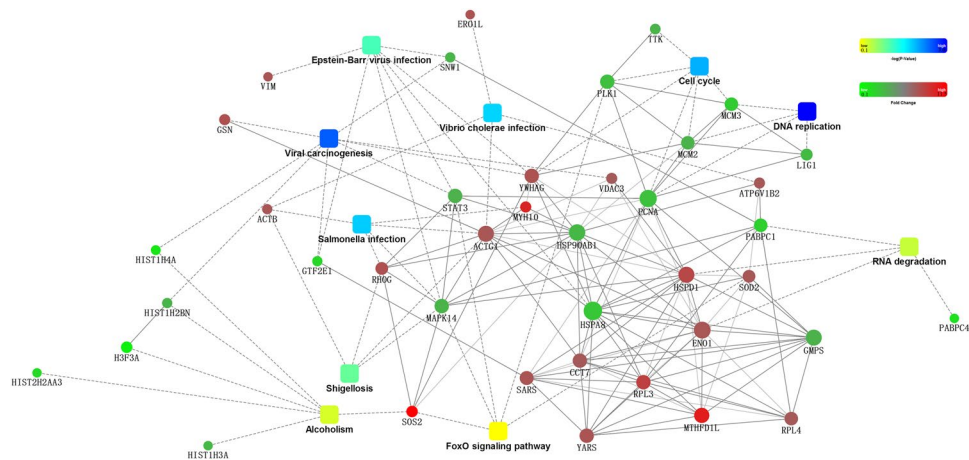 ERO1L
TTK
Epstein-Barr virus infection
SNW1
VIM
Cell cycle
PLK1
low
high
-log(P-Value)
low
high
Fold Change
MCM3
GSN
Vibrio cholerae infection
DNA replication
Viral carcinogenesis
MCM2
LIG1
YWHAG
VDAC3
ATP6V1B2
STAT3
PCNA
MYH10
ACTB
Salmonella infection
ACTG1
HSP90AB1
PABPC1
HIST1H4A
GTF2E1
RHOG
RNA degradation
HSPD1
SOD2
HIST1H2BN
MAPK14
HSPA8
PABPC4
H3F3A
ENO1
GMPS
HIST2H2AA3
Shigellosis
CCT7
SARS
RPL3
Alcoholism
SOS2
FoxO signaling pathway
YARS
MTHFD1L
RPL4
HIST1H3A